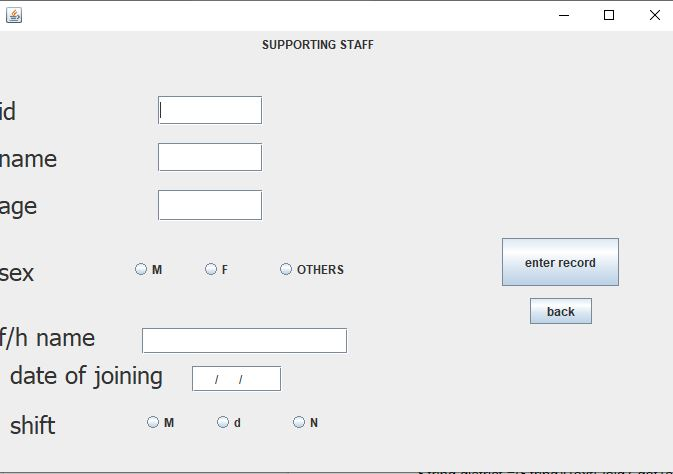 SUPPORTING STAFF
id
name
age
sex M F OTHERS
enter record
back
f/h name
date of joining / /
shift M d N